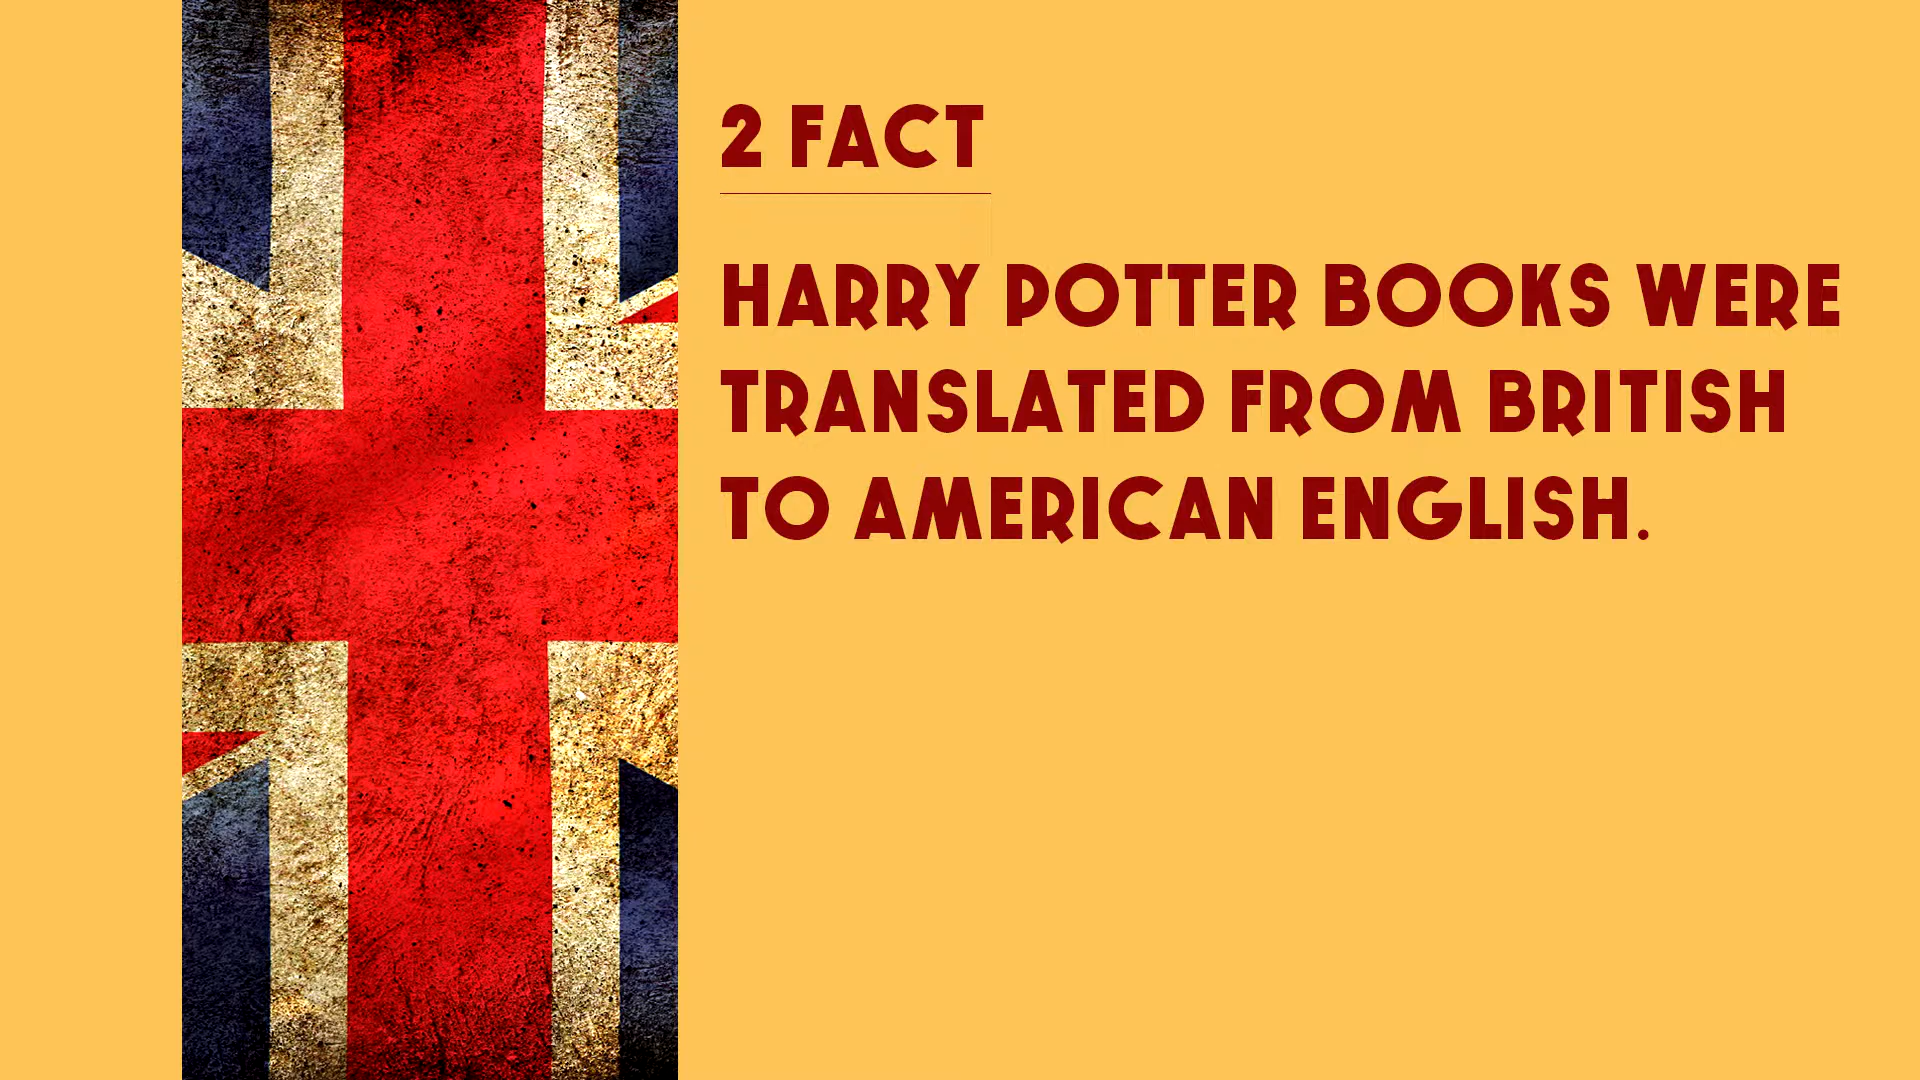 2 FACT
HARRY POTTER BOOKS WERE
TRANSLATED FROM BRITISH
TO AMERICAN ENGLISH.